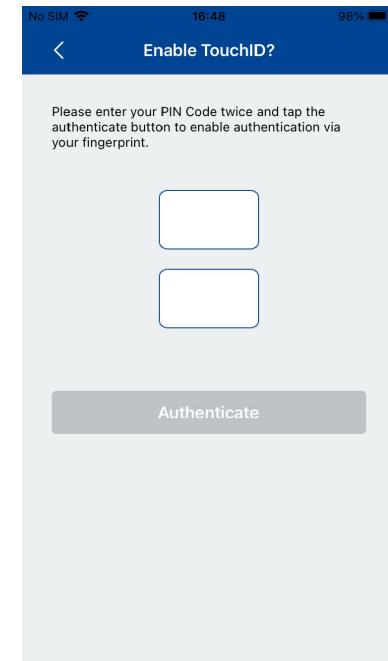 No SIM 16:48 98%
Enable TouchID?
Please enter your PIN Code twice and tap the
authenticate button to enable authentication via
your fingerprint.
Authenticate